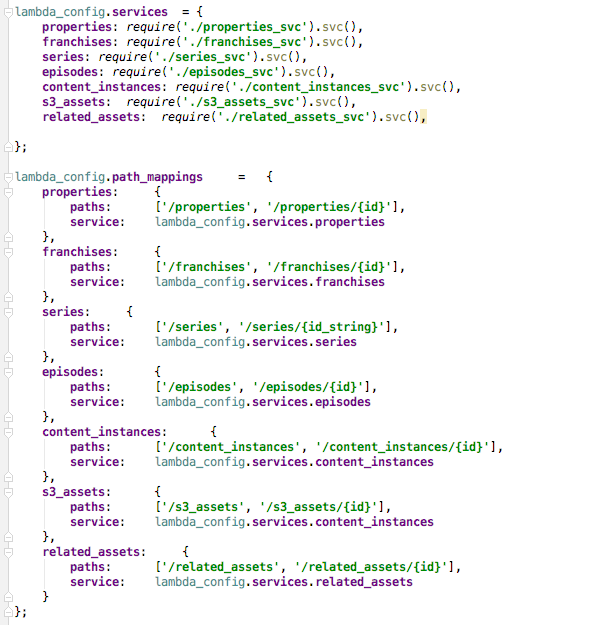 lambda_config.services  = {
    properties: require('./properties_svc').svc(),
    franchises: require('./franchises_svc').svc(),
    series: require('./series_svc').svc(),
    episodes: require('./episodes_svc').svc(),
    content_instances: require('./content_instances_svc').svc(),
    s3_assets:  require('./s3_assets_svc').svc(),
    related_assets:  require('./related_assets_svc').svc(),

};

lambda_config.path_mappings     =   {
    properties:     {
        paths:      ['/properties', '/properties/{id}'],
        service:    lambda_config.services.properties
    },
    franchises:     {
        paths:      ['/franchises', '/franchises/{id}'],
        service:    lambda_config.services.franchises
    },
    series:     {
        paths:      ['/series', '/series/{id_string}'],
        service:    lambda_config.services.series
    },
    episodes:       {
        paths:      ['/episodes', '/episodes/{id}'],
        service:    lambda_config.services.episodes
    },
    content_instances:      {
        paths:      ['/content_instances', '/content_instances/{id}'],
        service:    lambda_config.services.content_instances
    },
    s3_assets:      {
        paths:      ['/s3_assets', '/s3_assets/{id}'],
        service:    lambda_config.services.content_instances
    },
    related_assets:     {
        paths:      ['/related_assets', '/related_assets/{id}'],
        service:    lambda_config.services.related_assets
    }
};